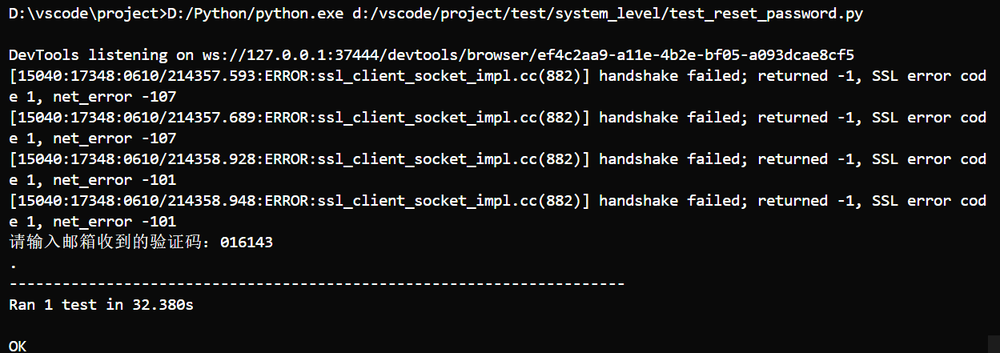 D:\vscode\project>D:/Python/python.exe d:/vscode/project/test/system_level/test_reset_password.py
DevTools listening on ws://127.0.0.1:37444/devtools/browser/ef4c2aa9-a11e-4b2e-bf05-a093dcae8cf5
[15040:17348:0610/214357.593:ERROR:ssl_client_socket_impl.cc(882)] handshake failed; returned -1, SSL error cod
e 1, net_error -107
[15040:17348:0610/214357.689:ERROR:ssl_client_socket_impl.cc(882)] handshake failed; returned -1, SSL error cod
e 1, net_error -107
[15040:17348:0610/214358.928:ERROR:ssl_client_socket_impl.cc(882)] handshake failed; returned -1, SSL error cod
e 1, net_error -101
[15040:17348:0610/214358.948:ERROR:ssl_client_socket_impl.cc(882)] handshake failed; returned -1, SSL error cod
e 1, net_error -101
请输入邮箱收到的验证码：016143
.
----------------------------------------------------------------------
Ran 1 test in 32.380s
OK